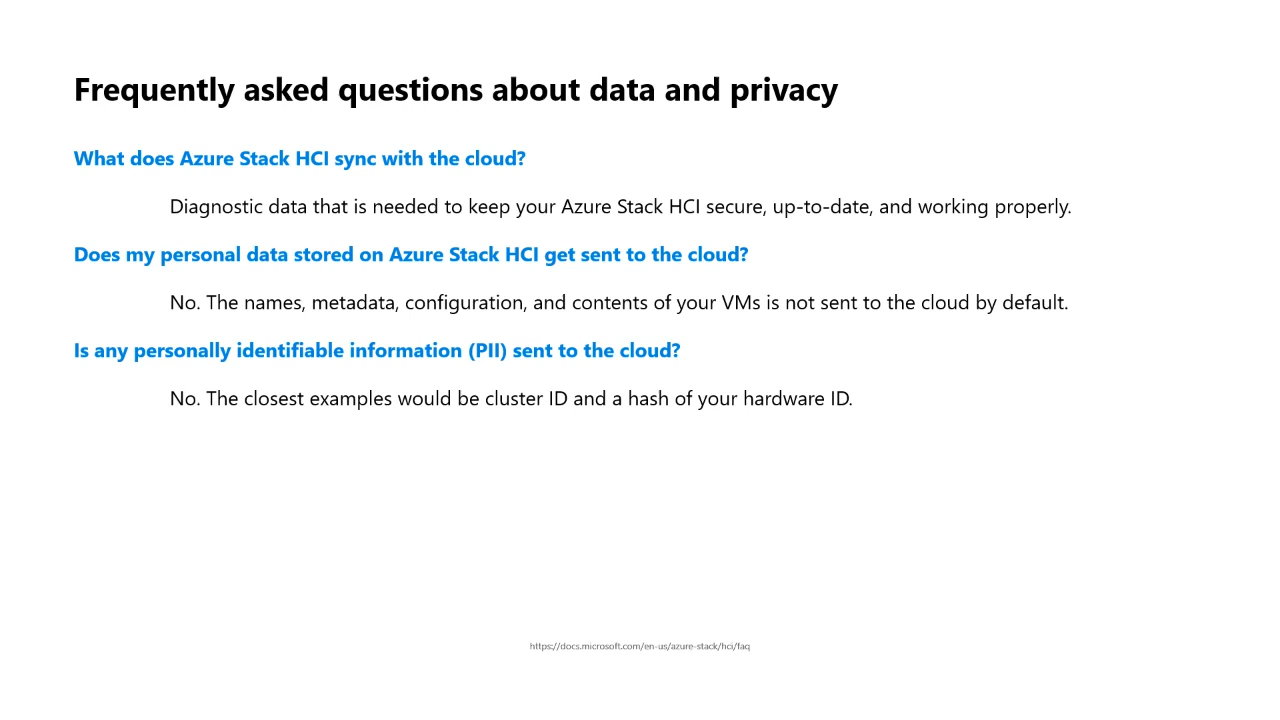 Frequently asked questions about data and privacy
What does Azure Stack HCI sync with the cloud?
Diagnostic data that is needed to keep your Azure Stack HCI secure, up-to-date, and working properly.
Does my personal data stored on Azure Stack HCI get sent to the cloud?
No. The names, metadata, configuration, and contents of your VMs is not sent to the cloud by default.
Is any personally identifiable information (PII) sent to the cloud?
No. The closest examples would be cluster ID and a hash of your hardware ID.
https://docs.microsoft.com/en-us/azure-stack/hci/faq